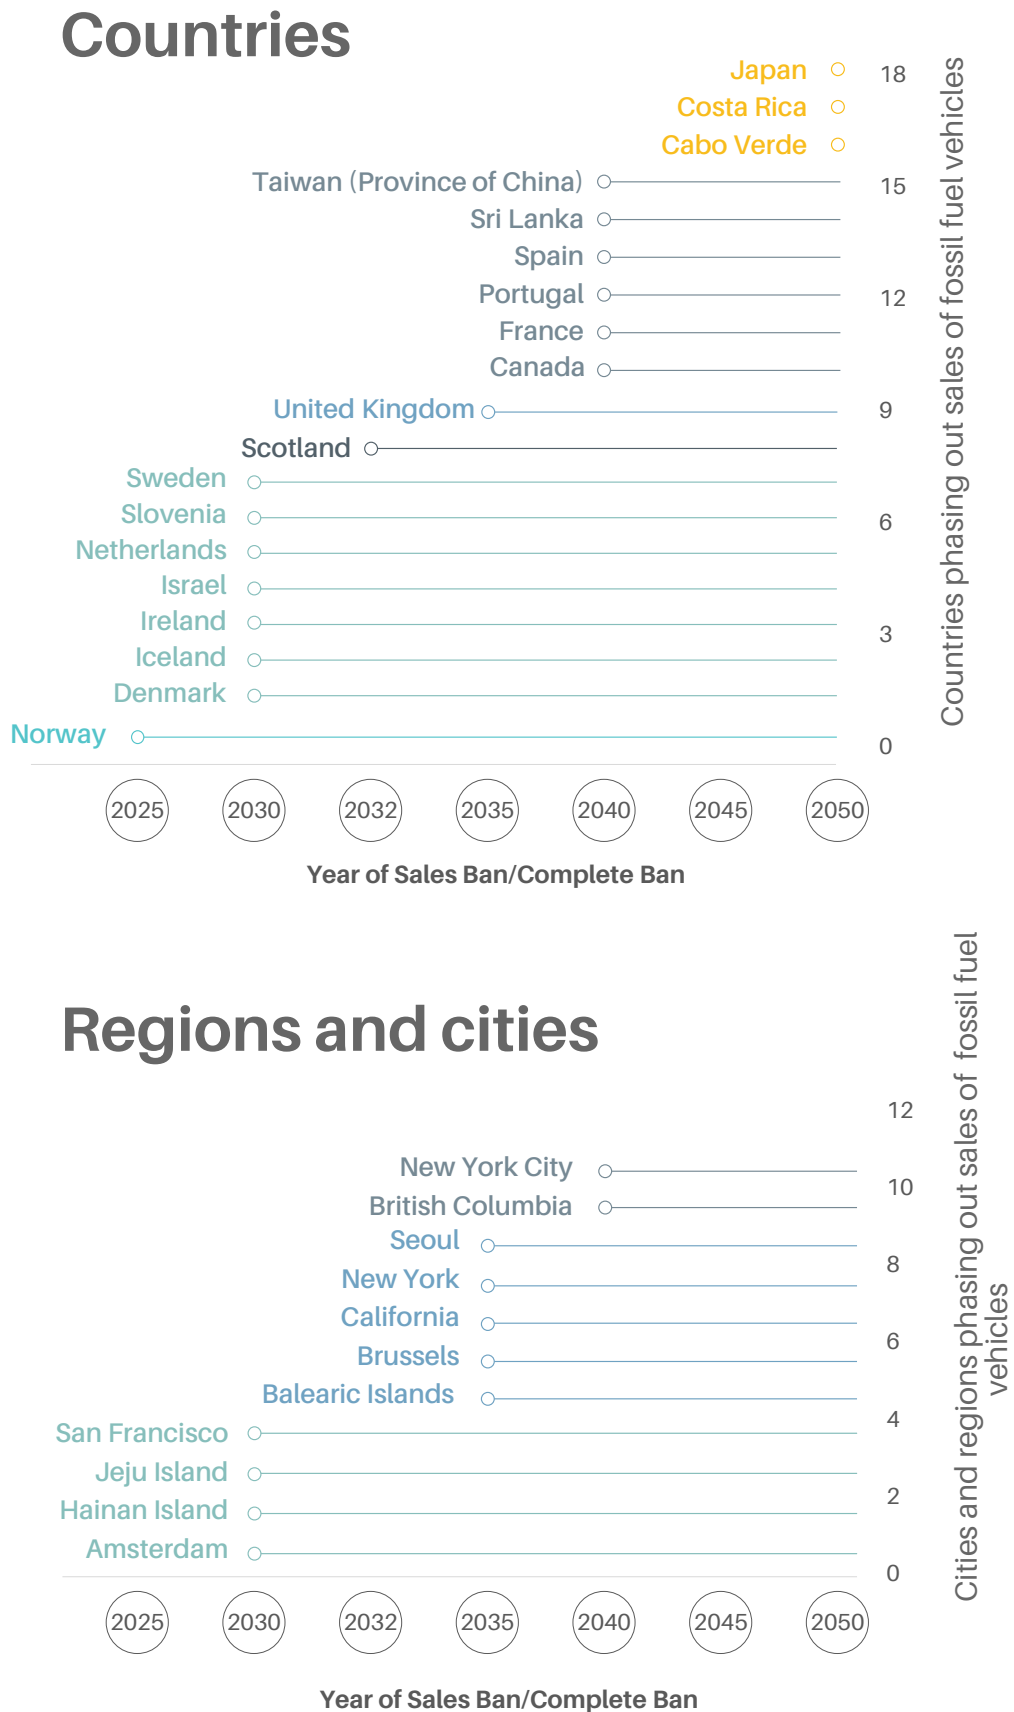 Countries
Japan
18
Costa Rica
Cabo Verde
Taiwan (Province of China)
15
Sri Lanka
Spain
Portugal
12
France
Canada
United Kingdom
9
Scotland
Sweden
Slovenia
6
Netherlands
Israel
Ireland
3
Iceland
Denmark
Norway
0
Countries phasing out sales of fossil fuel vehicles
2025 2030 2032 2035 2040 2045 2050
Year of Sales Ban/Complete Ban
Regions and cities
12
New York City
10
British Columbia
Seoul
8
New York
California
6
Brussels
Balearic Islands
4
San Francisco
Jeju Island
2
Hainan Island
Amsterdam
0
Cities and regions phasing out sales of fossil fuel
vehicles
2025 2030 2032 2035 2040 2045 2050
Year of Sales Ban/Complete Ban